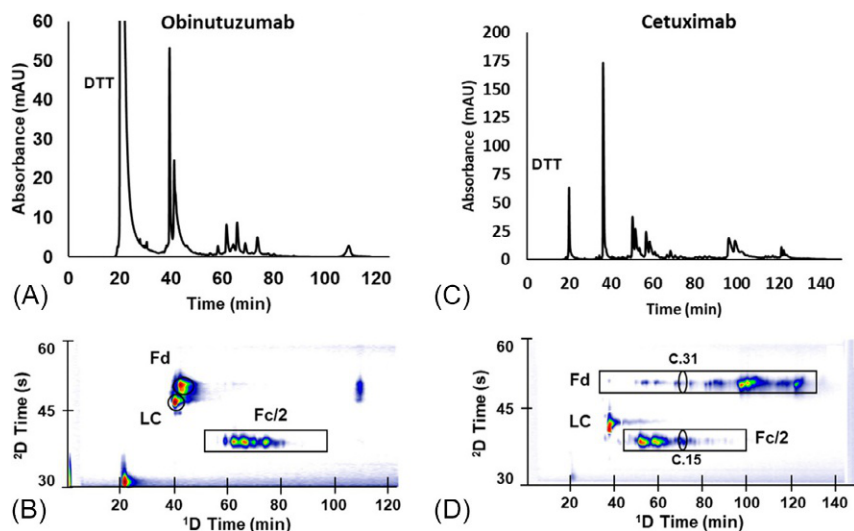 Obinutuzumab
Absorbance (mAU)
60
50
40
30
20
10
0
DTT
0 20 40 60 80 100 120
Time (min)
(A)
Cetuximab
Absorbance (mAU)
200
175
150
125
100
75
50
25
0
DTT
0 20 40 60 80 100 120 140
Time (min)
(C)
²D Time (s)
60
45
30
Fd
LC
Fc/2
0 20 40 60 80 100 120
¹D Time (min)
(B)
²D Time (s)
60
45
30
C.31
Fd
LC
Fc/2
C.15
0 20 40 60 80 100 120 140
¹D Time (min)
(D)